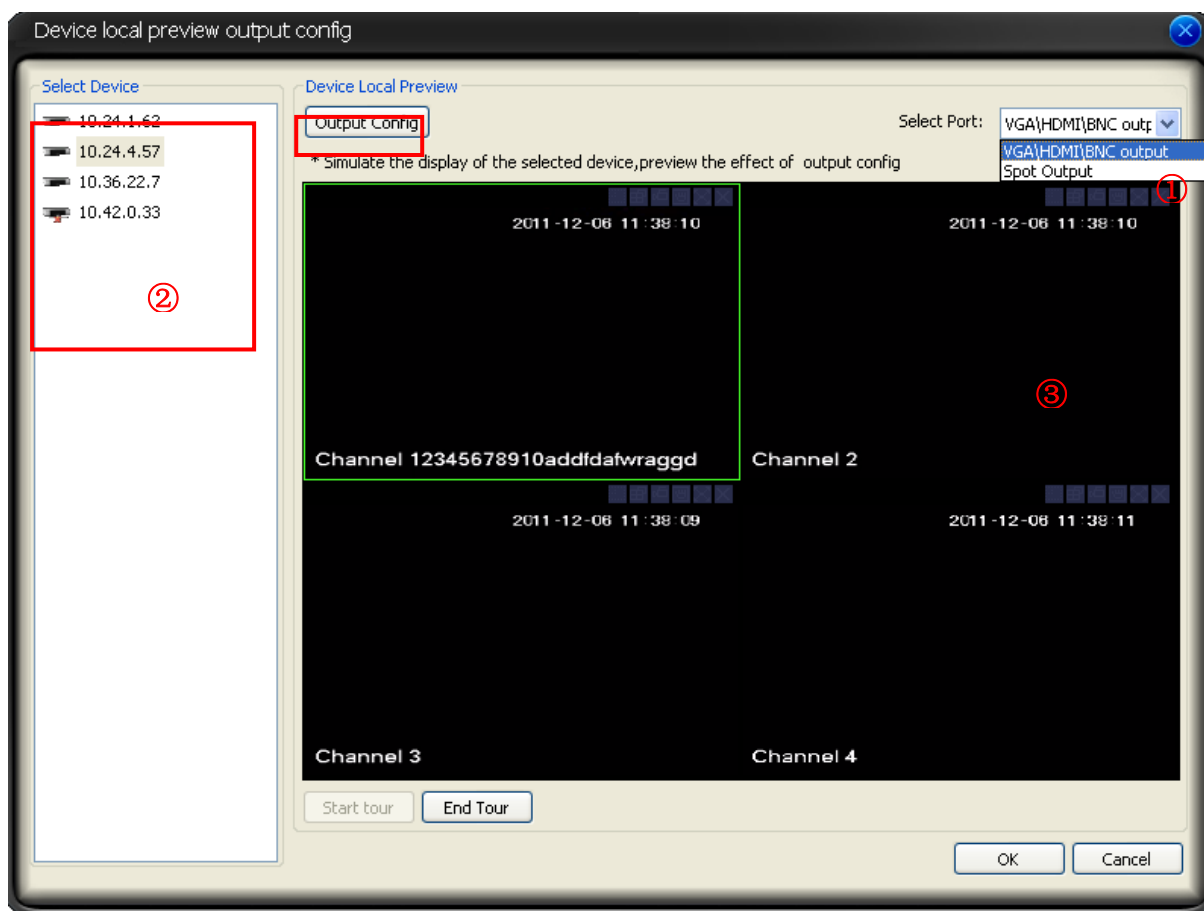 Device local preview output config
Select Device
10.24.1.62
10.24.4.57
10.36.22.7
10.42.0.33
②
Device Local Preview
Output Config
Select Port:
VGA\HDMI\BNC outp
VGA\HDMI\BNC output
Spot Output
①
* Simulate the display of the selected device,preview the effect of output config
2011-12-06 11:38:10
2011-12-06 11:38:10
③
Channel 12345678910addfdafwraggd
Channel 2
2011-12-06 11:38:09
2011-12-06 11:38:11
Channel 3
Channel 4
Start tour
End Tour
OK
Cancel